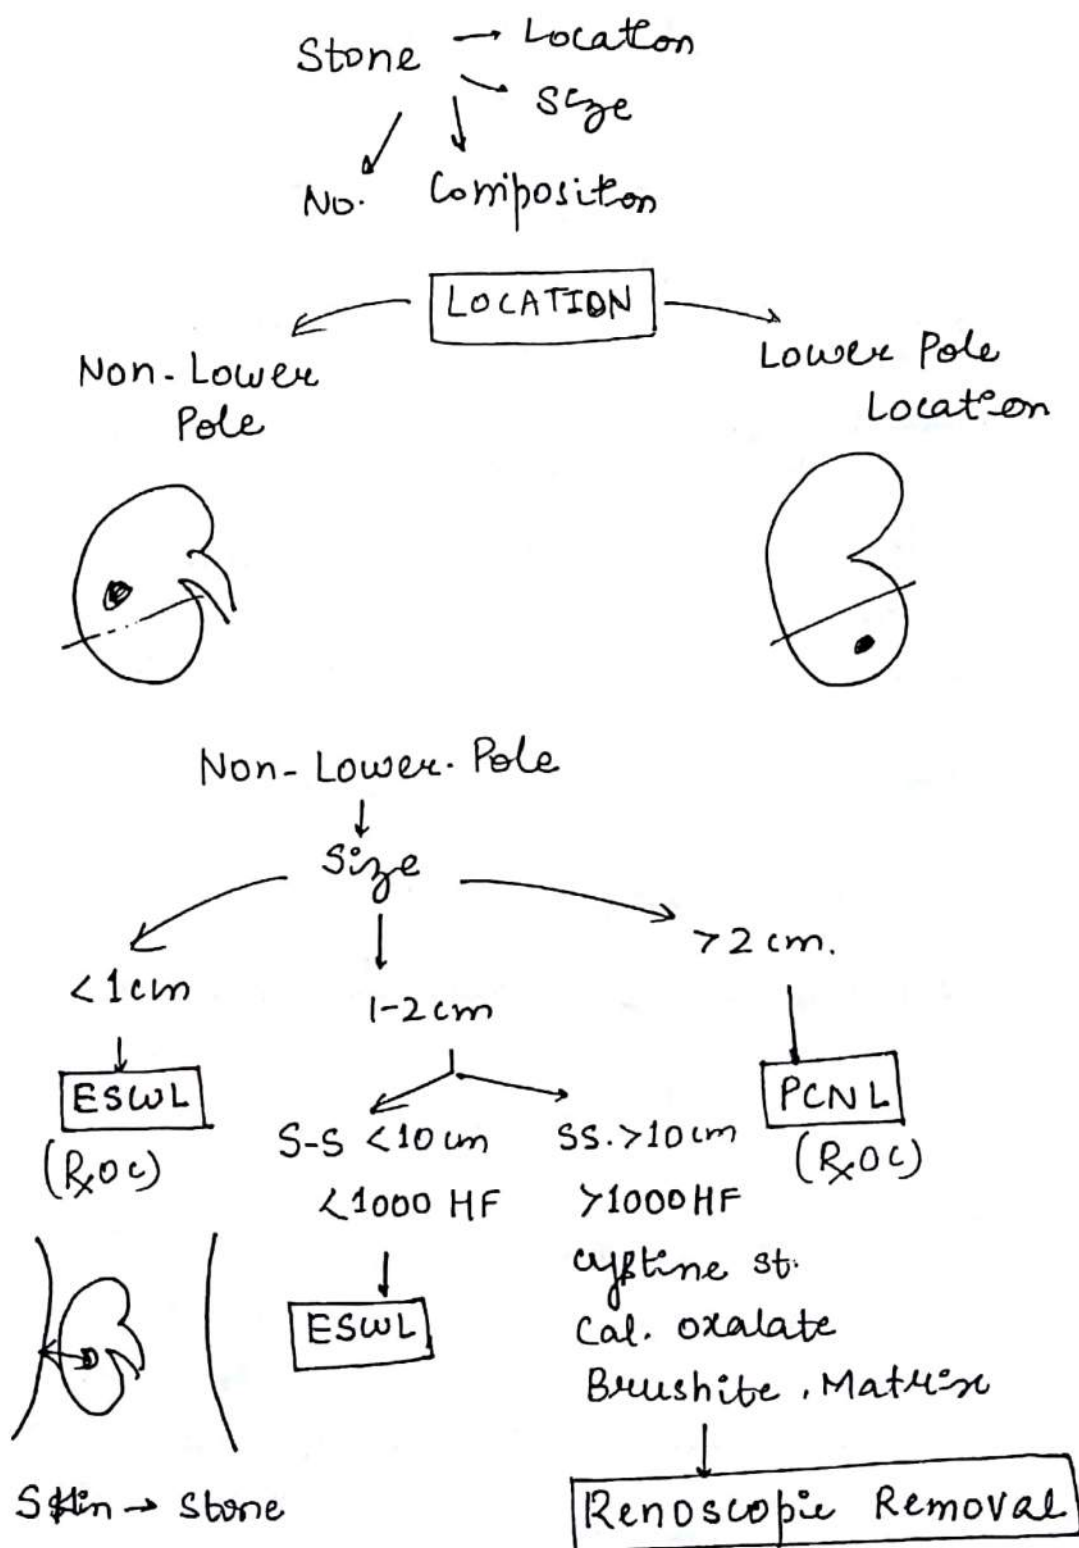 Stone → Location
Size
No. Composition
LOCATION
Non-Lower
Pole
Lower Pole
Location
Non-Lower. Pole
Size
<1cm
1-2cm
>2cm.
ESWL
(RxOC)
S-S <10cm
<1000 HF
ESWL
SS. >10cm
>1000HF
Cystine st.
Cal. oxalate
Brushite, Matrix
Renoscopic Removal
PCNL
(RxOC)
Skin → Stone